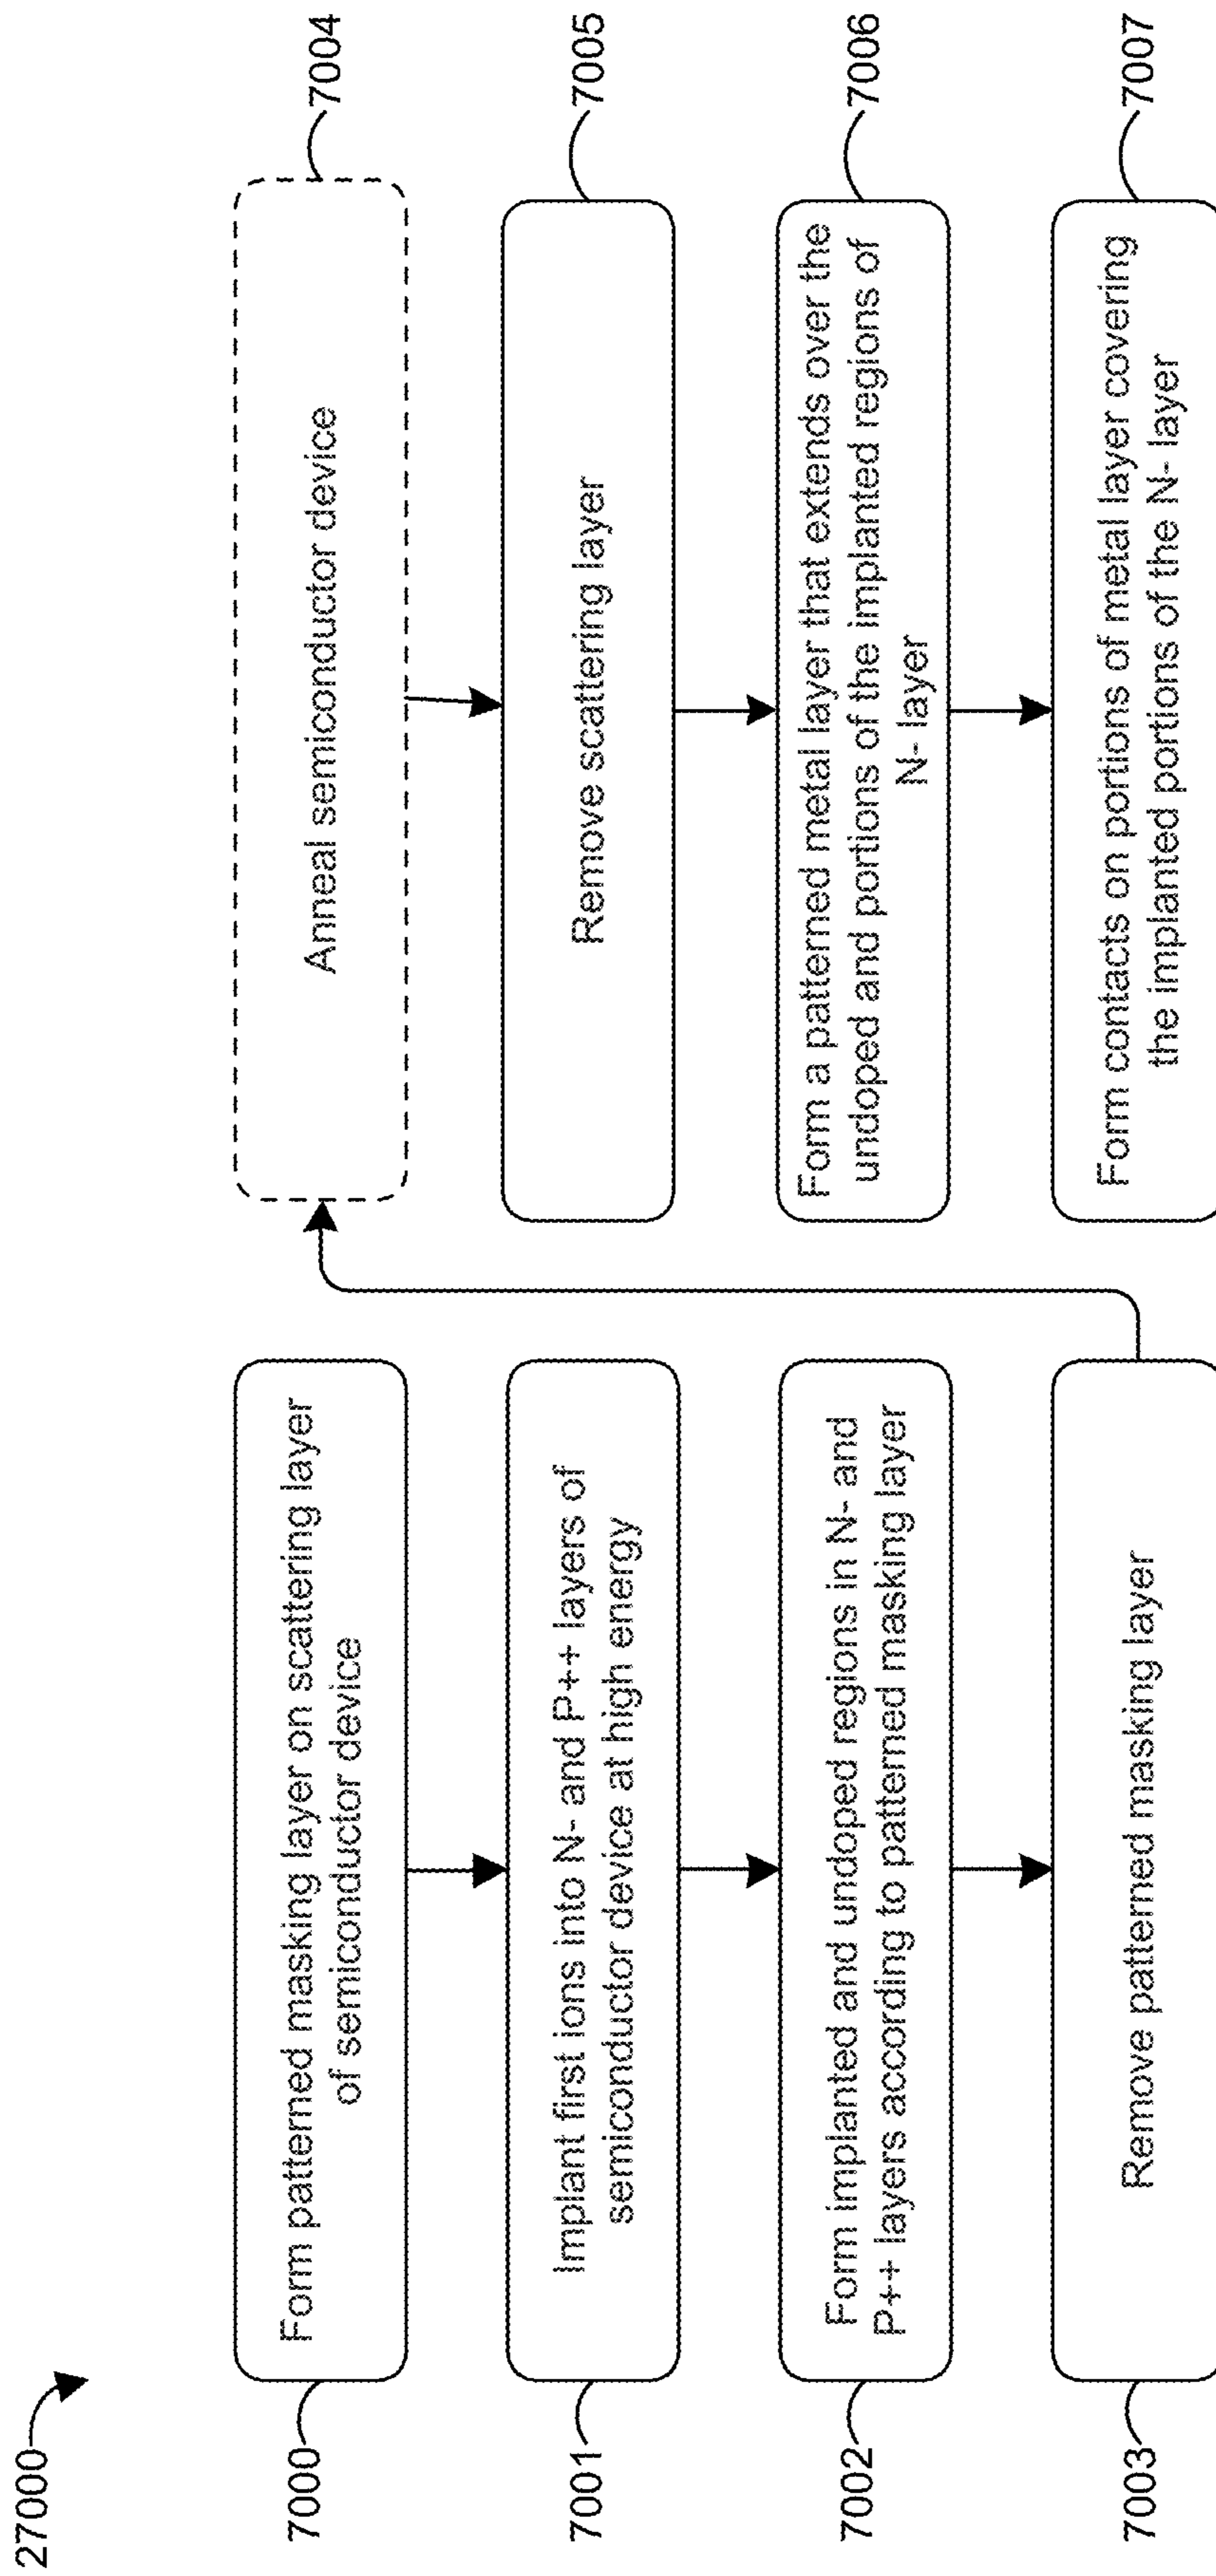 27000
7000
Form patterned masking layer on scattering layer
of semiconductor device
7001
Implant first ions into N- and P++ layers of
semiconductor device at high energy
7002
Form implanted and undoped regions in N- and
P++ layers according to patterned masking layer
7003
Remove patterned masking layer
7004
Anneal semiconductor device
7005
Remove scattering layer
7006
Form a patterned metal layer that extends over the
undoped and portions of the implanted regions of
N- layer
7007
Form contacts on portions of metal layer covering
the implanted portions of the N- layer